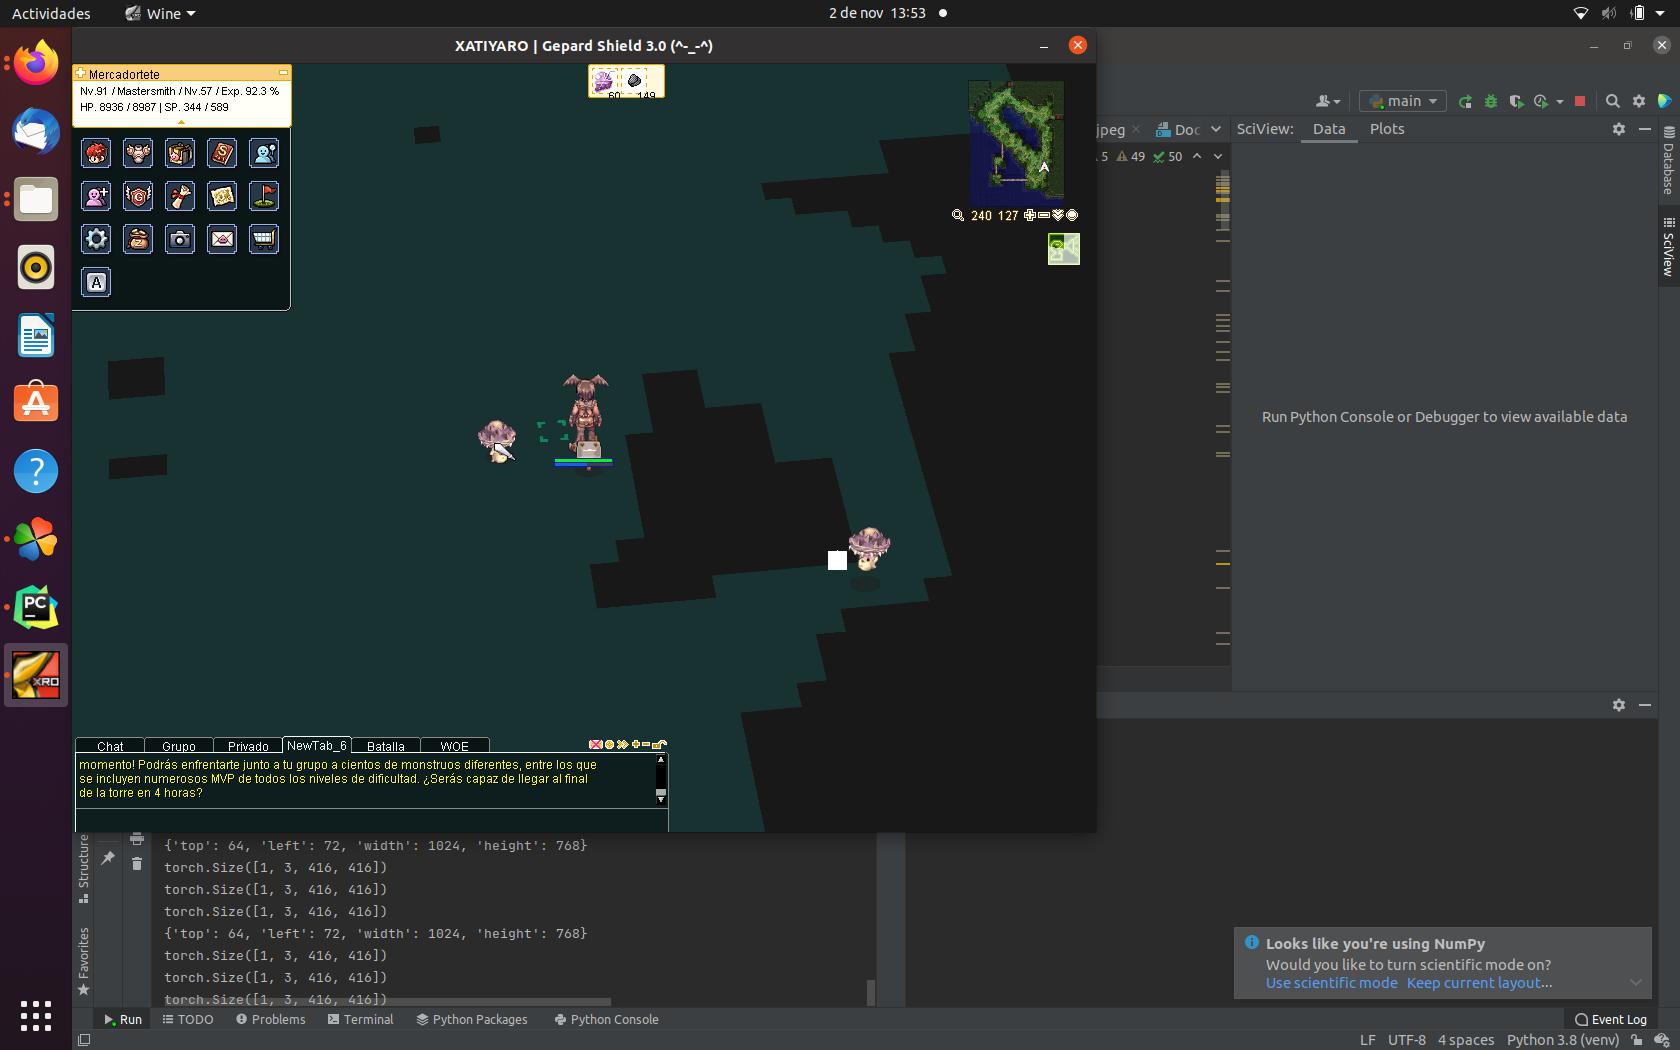 Actividades
Wine
2 de nov 13:53
XATIYARO | Gepard Shield 3.0 (^-_-^)
Mercadortete
Nv.91 / Mastersmith / Nv.57 / Exp. 92.3 %
HP. 8936 / 8987 | SP. 344 / 589
60 149
240 127
A
main
jpeg
Doc
SciView: Data Plots
5 49 50
Database
SciView
Run Python Console or Debugger to view available data
Chat Grupo Privado NewTab_6 Batalla WOE
momento! Podrás enfrentarte junto a tu grupo a cientos de monstruos diferentes, entre los que
se incluyen numerosos MVP de todos los niveles de dificultad. ¿Serás capaz de llegar al final
de la torre en 4 horas?
{'top': 64, 'left': 72, 'width': 1024, 'height': 768}
torch.Size([1, 3, 416, 416])
torch.Size([1, 3, 416, 416])
torch.Size([1, 3, 416, 416])
{'top': 64, 'left': 72, 'width': 1024, 'height': 768}
torch.Size([1, 3, 416, 416])
torch.Size([1, 3, 416, 416])
torch.Size([1, 3, 416, 416])
Structure
Favorites
Looks like you're using NumPy
Would you like to turn scientific mode on?
Use scientific mode Keep current layout...
Run TODO Problems Terminal Python Packages Python Console
Event Log
LF UTF-8 4 spaces Python 3.8 (venv)
PC
XRO